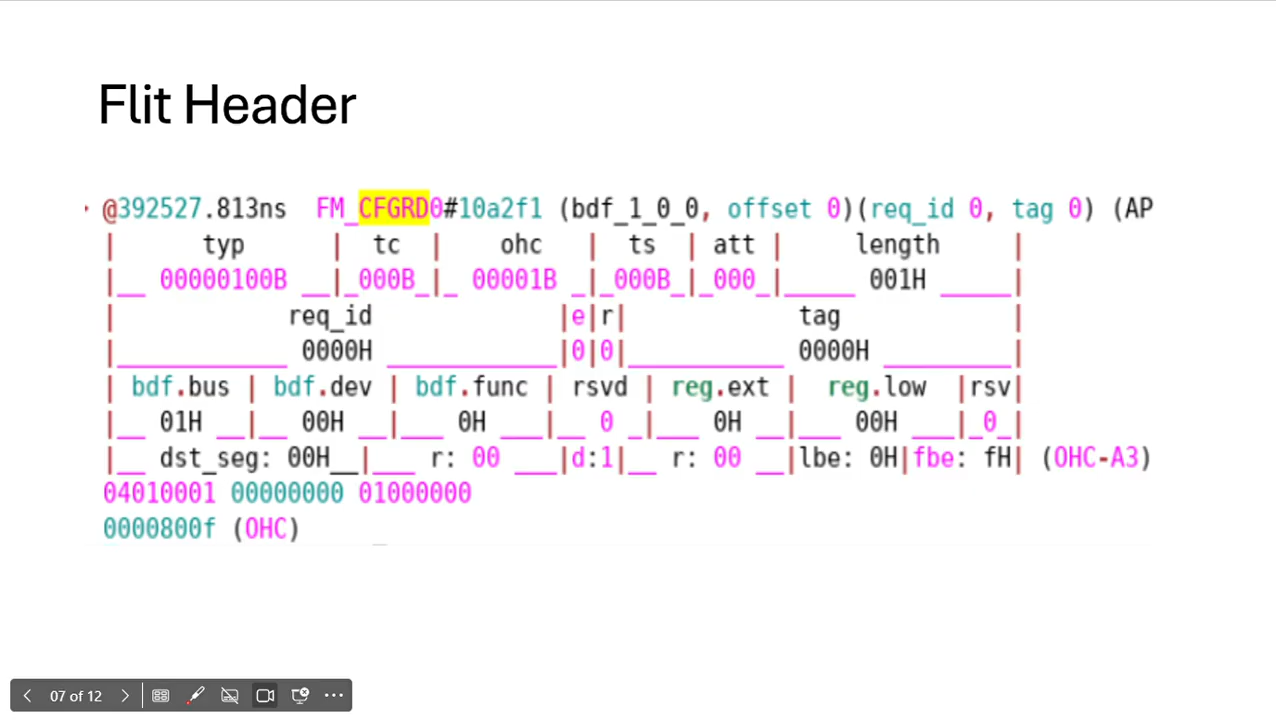 Flit Header
@392527.813ns FM_CFGRD0#10a2f1 (bdf_1_0_0, offset 0)(req_id 0, tag 0) (AP
| typ | tc | ohc | ts | att | length |
|__ 00000100B __|_000B_|_ 00001B _|_000B_|_000_|_____ 001H _____|
| req_id |e|r| tag |
|____________ 0000H ____________|0|0|___________ 0000H _________|
| bdf.bus | bdf.dev | bdf.func | rsvd | reg.ext | reg.low |rsv|
|__ 01H __|__ 00H __|___ 0H ___|__ 0 _|___ 0H __|___ 00H ___|_0_|
|__ dst_seg: 00H__|___ r: 00 ___|d:1|__ r: 00 __|lbe: 0H|fbe: fH| (OHC-A3)
04010001 00000000 01000000
0000800f (OHC)
07 of 12